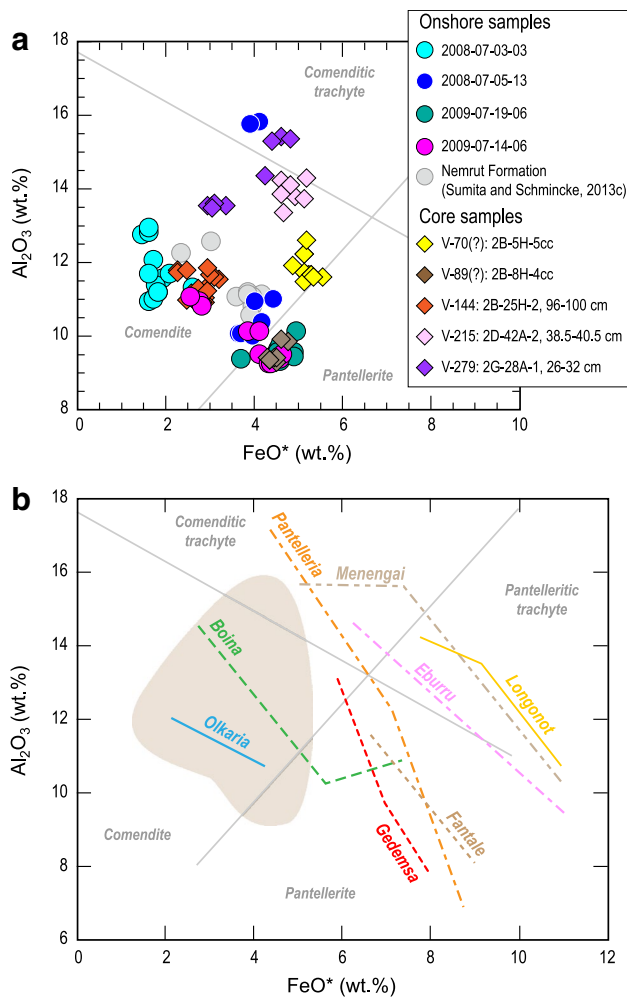 a
Onshore samples
2008-07-03-03
2008-07-05-13
2009-07-19-06
2009-07-14-06
Nemrut Formation
(Sumita and Schmincke, 2013c)
Core samples
V-70(?): 2B-5H-5cc
V-89(?): 2B-8H-4cc
V-144: 2B-25H-2, 96-100 cm
V-215: 2D-42A-2, 38.5-40.5 cm
V-279: 2G-28A-1, 26-32 cm
18
16
14
12
10
8
Al2O3 (wt.%)
Comenditic
trachyte
Comendite
Pantellerite
0
2
4
6
8
10
FeO* (wt.%)
b
18
16
14
12
10
8
6
Al2O3 (wt.%)
Comenditic
trachyte
Pantelleria
Menengai
Pantelleritic
trachyte
Boina
Olkaria
Eburru
Longonot
Fantale
Gedemsa
Comendite
Pantellerite
0
2
4
6
8
10
12
FeO* (wt.%)